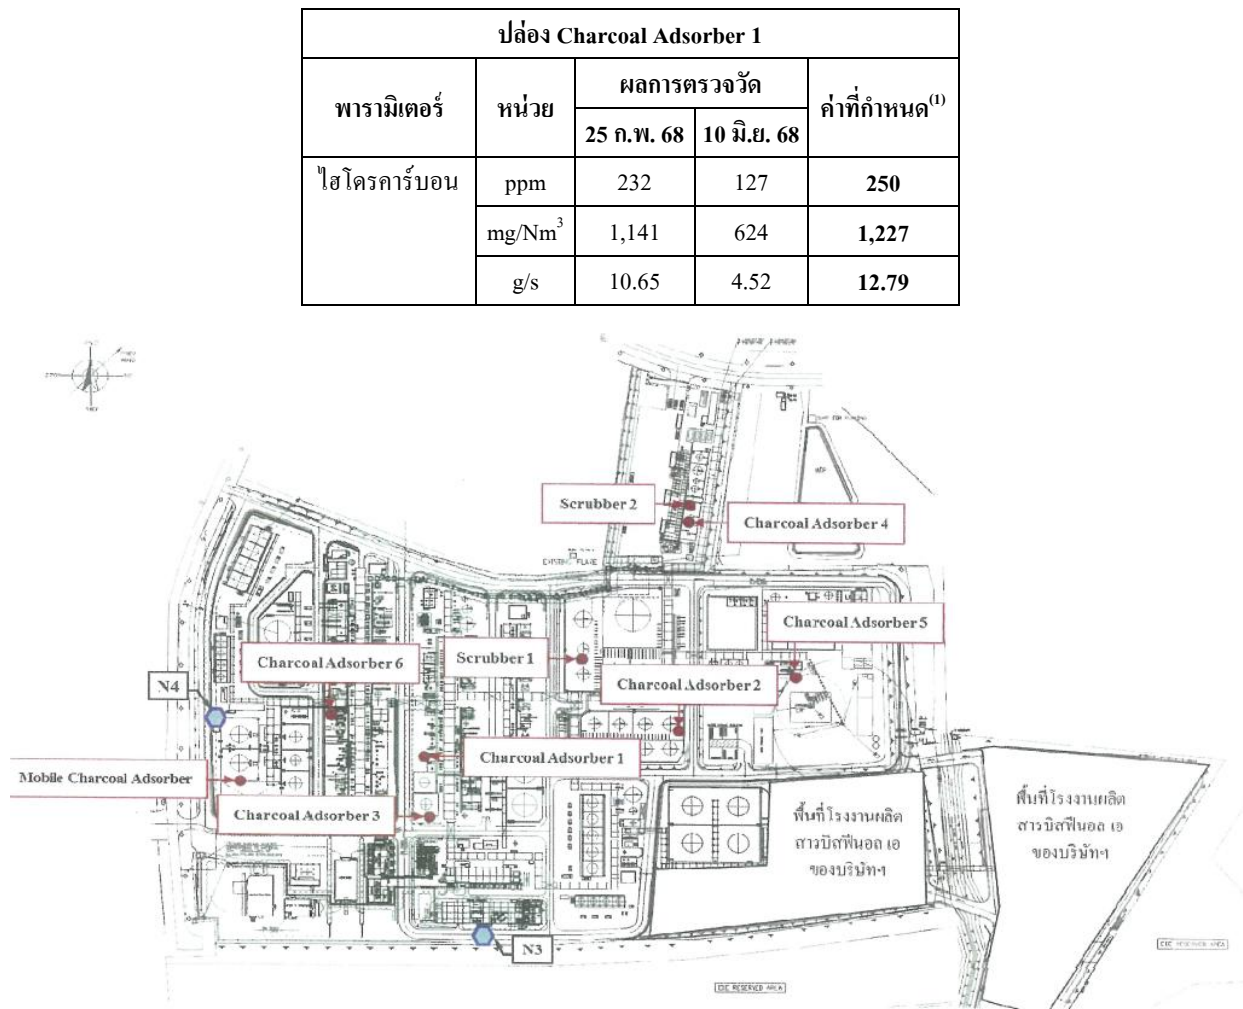 ปล่อง Charcoal Adsorber 1
พารามิเตอร์ หน่วย ผลการตรวจวัด ค่าที่กำหนด(1)
25 ก.พ. 68 10 มิ.ย. 68
ไฮโดรคาร์บอน ppm 232 127 250
mg/Nm3 1,141 624 1,227
g/s 10.65 4.52 12.79
Scrubber 2
Charcoal Adsorber 4
EXISTING FLARE
Charcoal Adsorber 5
Charcoal Adsorber 6
Scrubber 1
Charcoal Adsorber 2
N4
Charcoal Adsorber 1
Mobile Charcoal Adsorber
Charcoal Adsorber 3
พื้นที่โรงงานผลิต
สารบิสฟีนอล เอ
ของบริษัทฯ
พื้นที่โรงงานผลิต
สารบิสฟีนอล เอ
ของบริษัทฯ
N3
EIE RESERVED AREA
EIE RESERVED AREA